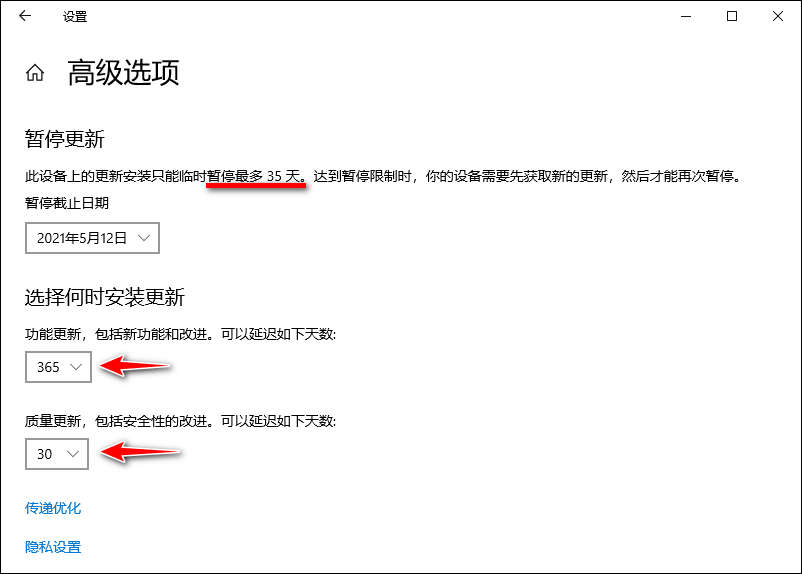 设置
高级选项
暂停更新
此设备上的更新安装只能临时暂停最多 35 天。达到暂停限制时，你的设备需要先获取新的更新，然后才能再次暂停。
暂停截止日期
2021年5月12日
选择何时安装更新
功能更新，包括新功能和改进。可以延迟如下天数:
365
质量更新，包括安全性的改进。可以延迟如下天数:
30
传递优化
隐私设置